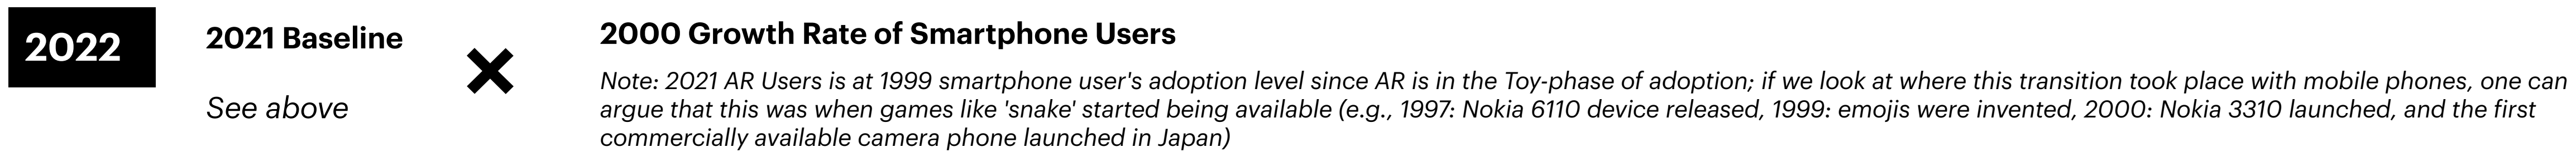 2022
2021 Baseline
See above
×
2000 Growth Rate of Smartphone Users
Note: 2021 AR Users is at 1999 smartphone user's adoption level since AR is in the Toy-phase of adoption; if we look at where this transition took place with mobile phones, one can
argue that this was when games like 'snake' started being available (e.g., 1997: Nokia 6110 device released, 1999: emojis were invented, 2000: Nokia 3310 launched, and the first
commercially available camera phone launched in Japan)